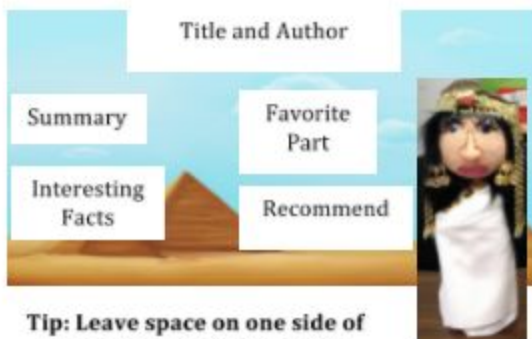 Title and Author
Summary
Favorite
Part
Interesting
Facts
Recommend
Tip: Leave space on one side of